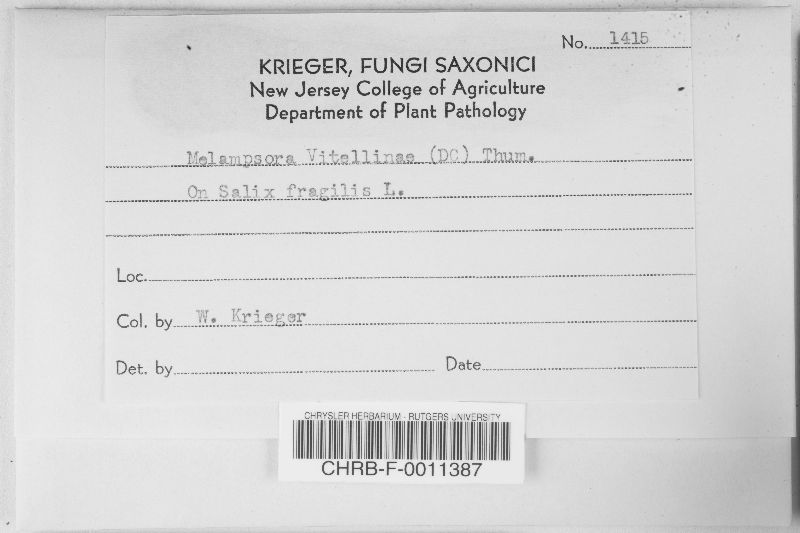 No. 1415
KRIEGER, FUNGI SAXONICI
New Jersey College of Agriculture
Department of Plant Pathology
Melampsora Vitellinae (DC) Thum.
On Salix fragilis L.
Loc.
Col. by W. Krieger
Det. by Date
CHRYSLER HERBARIUM - RUTGERS UNIVERSITY
CHRB-F-0011387